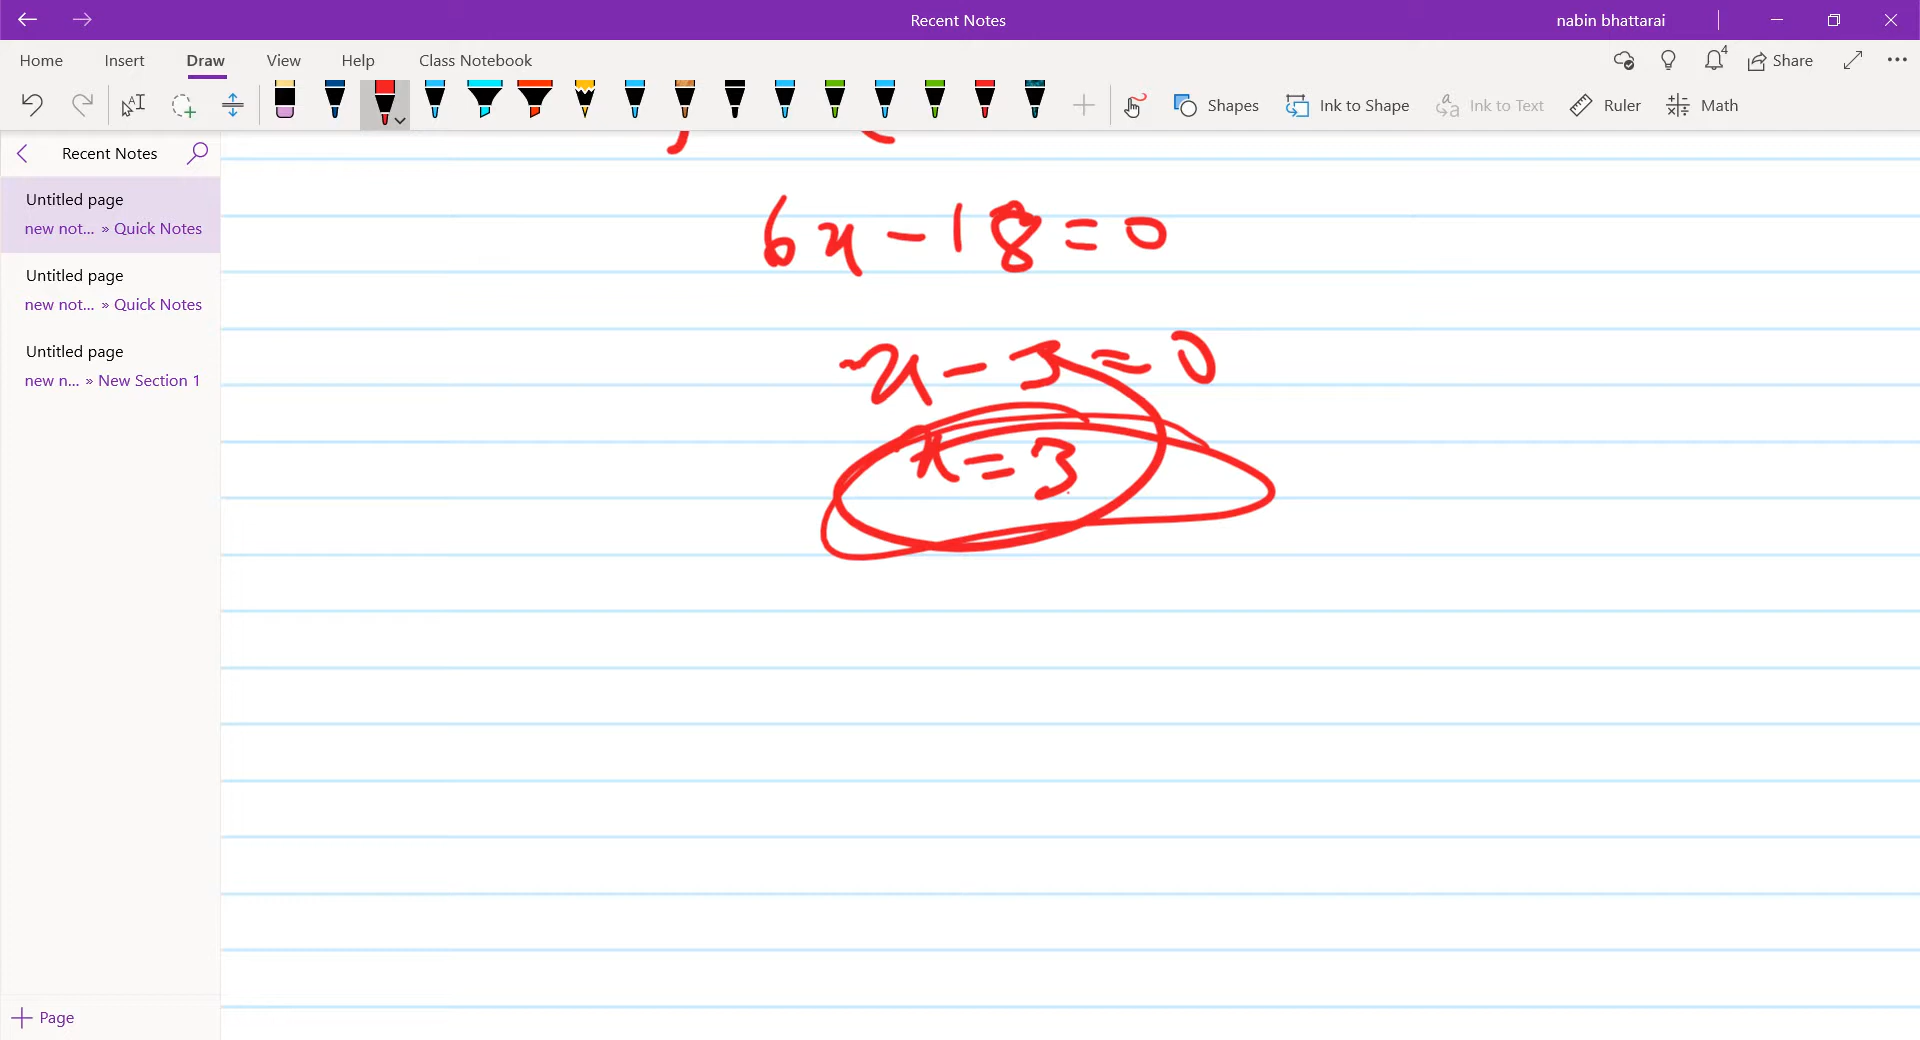 Recent Notes
nabin bhattarai
Home Insert Draw View Help Class Notebook
4
Share
Shapes Ink to Shape Ink to Text Ruler Math
Recent Notes
Untitled page
new not... » Quick Notes
Untitled page
new not... » Quick Notes
Untitled page
new n... » New Section 1
Page
6x - 18 = 0
x - 3 = 0
x = 3